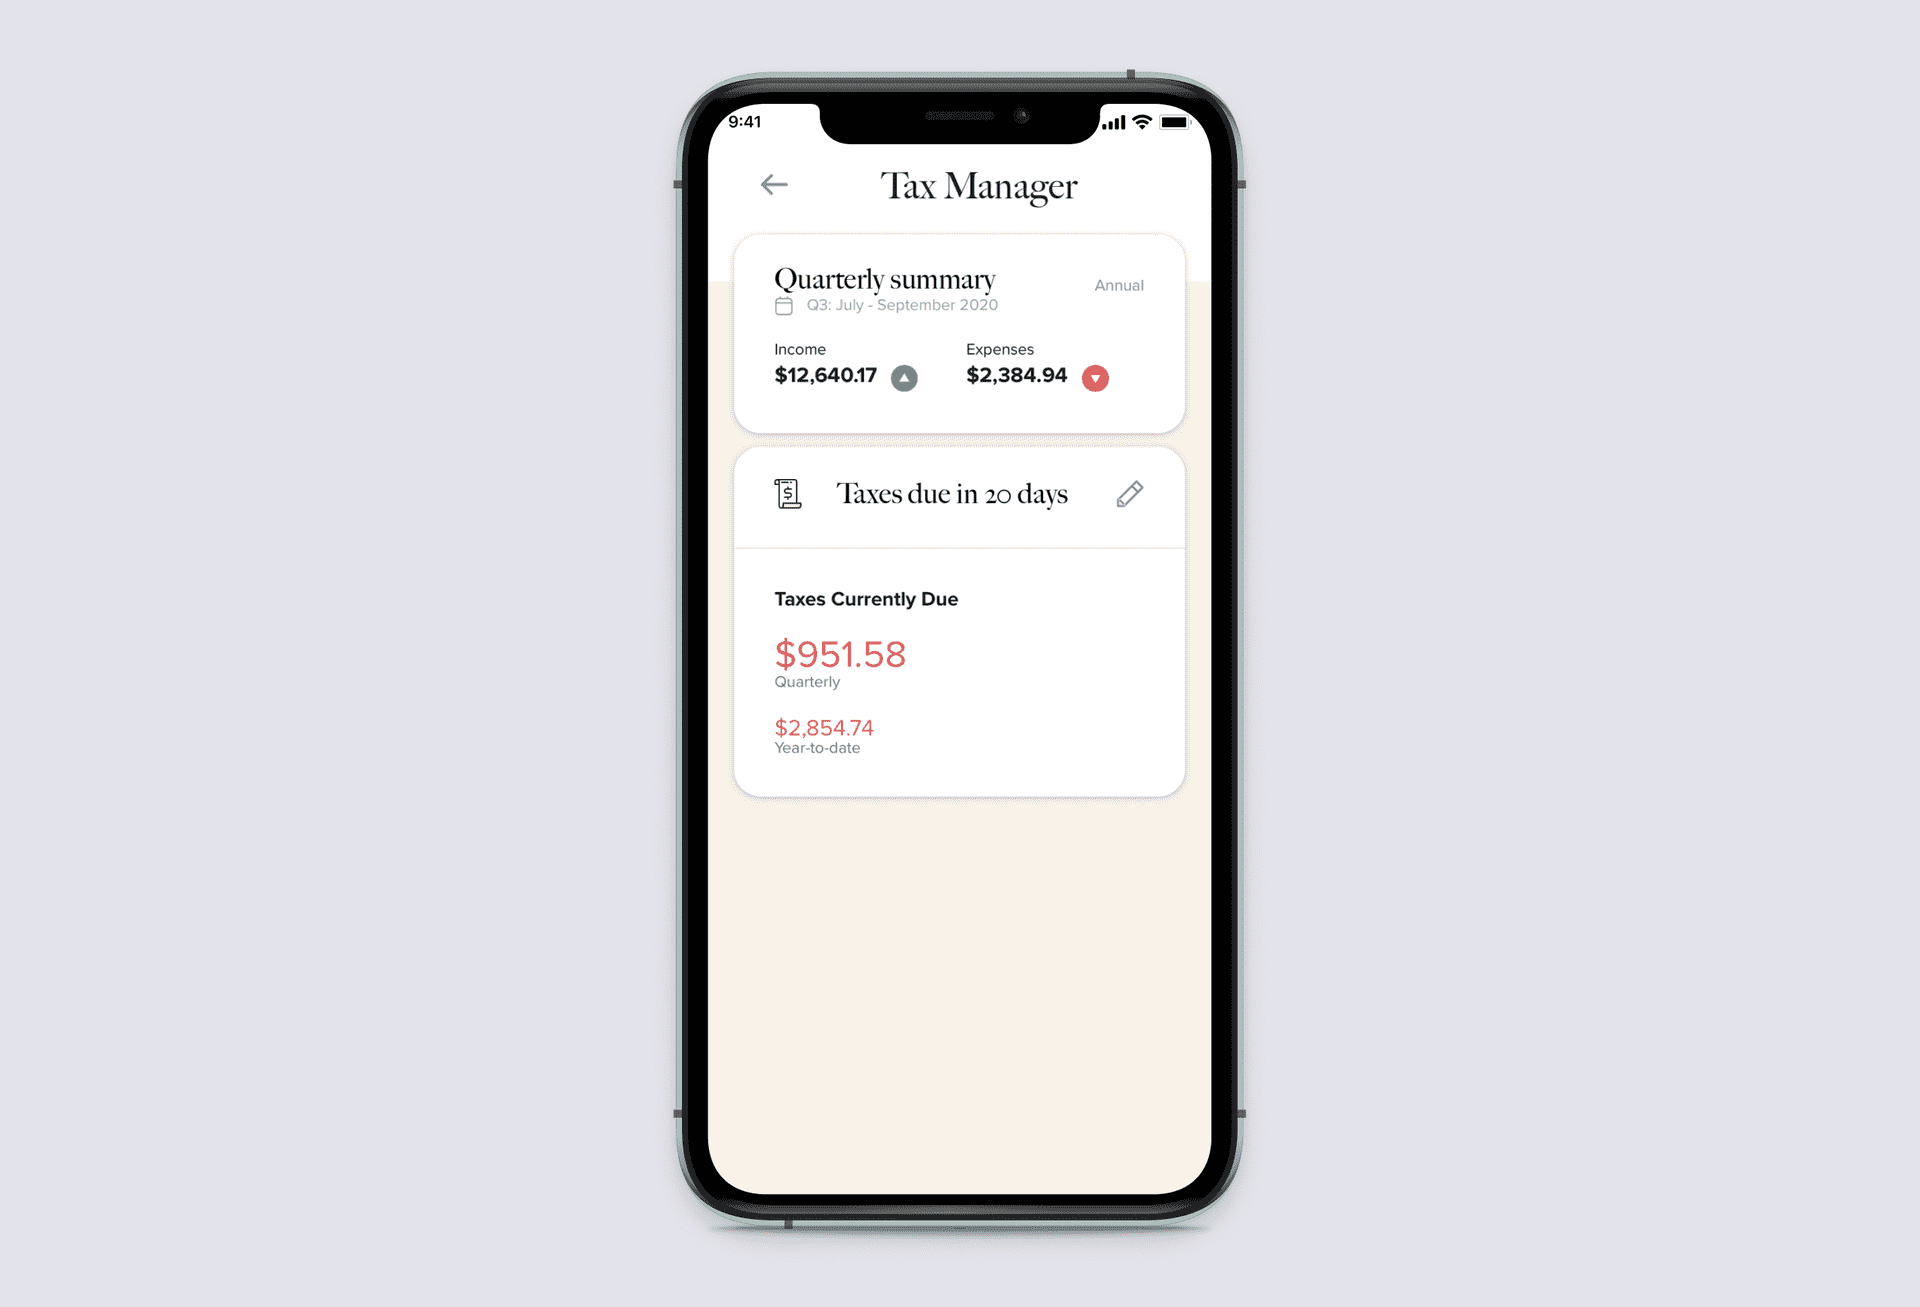 9:41
Tax Manager
Quarterly summary
Annual
Q3: July - September 2020
Income
Expenses
$12,640.17
$2,384.94
$
Taxes due in 20 days
Taxes Currently Due
$951.58
Quarterly
$2,854.74
Year-to-date